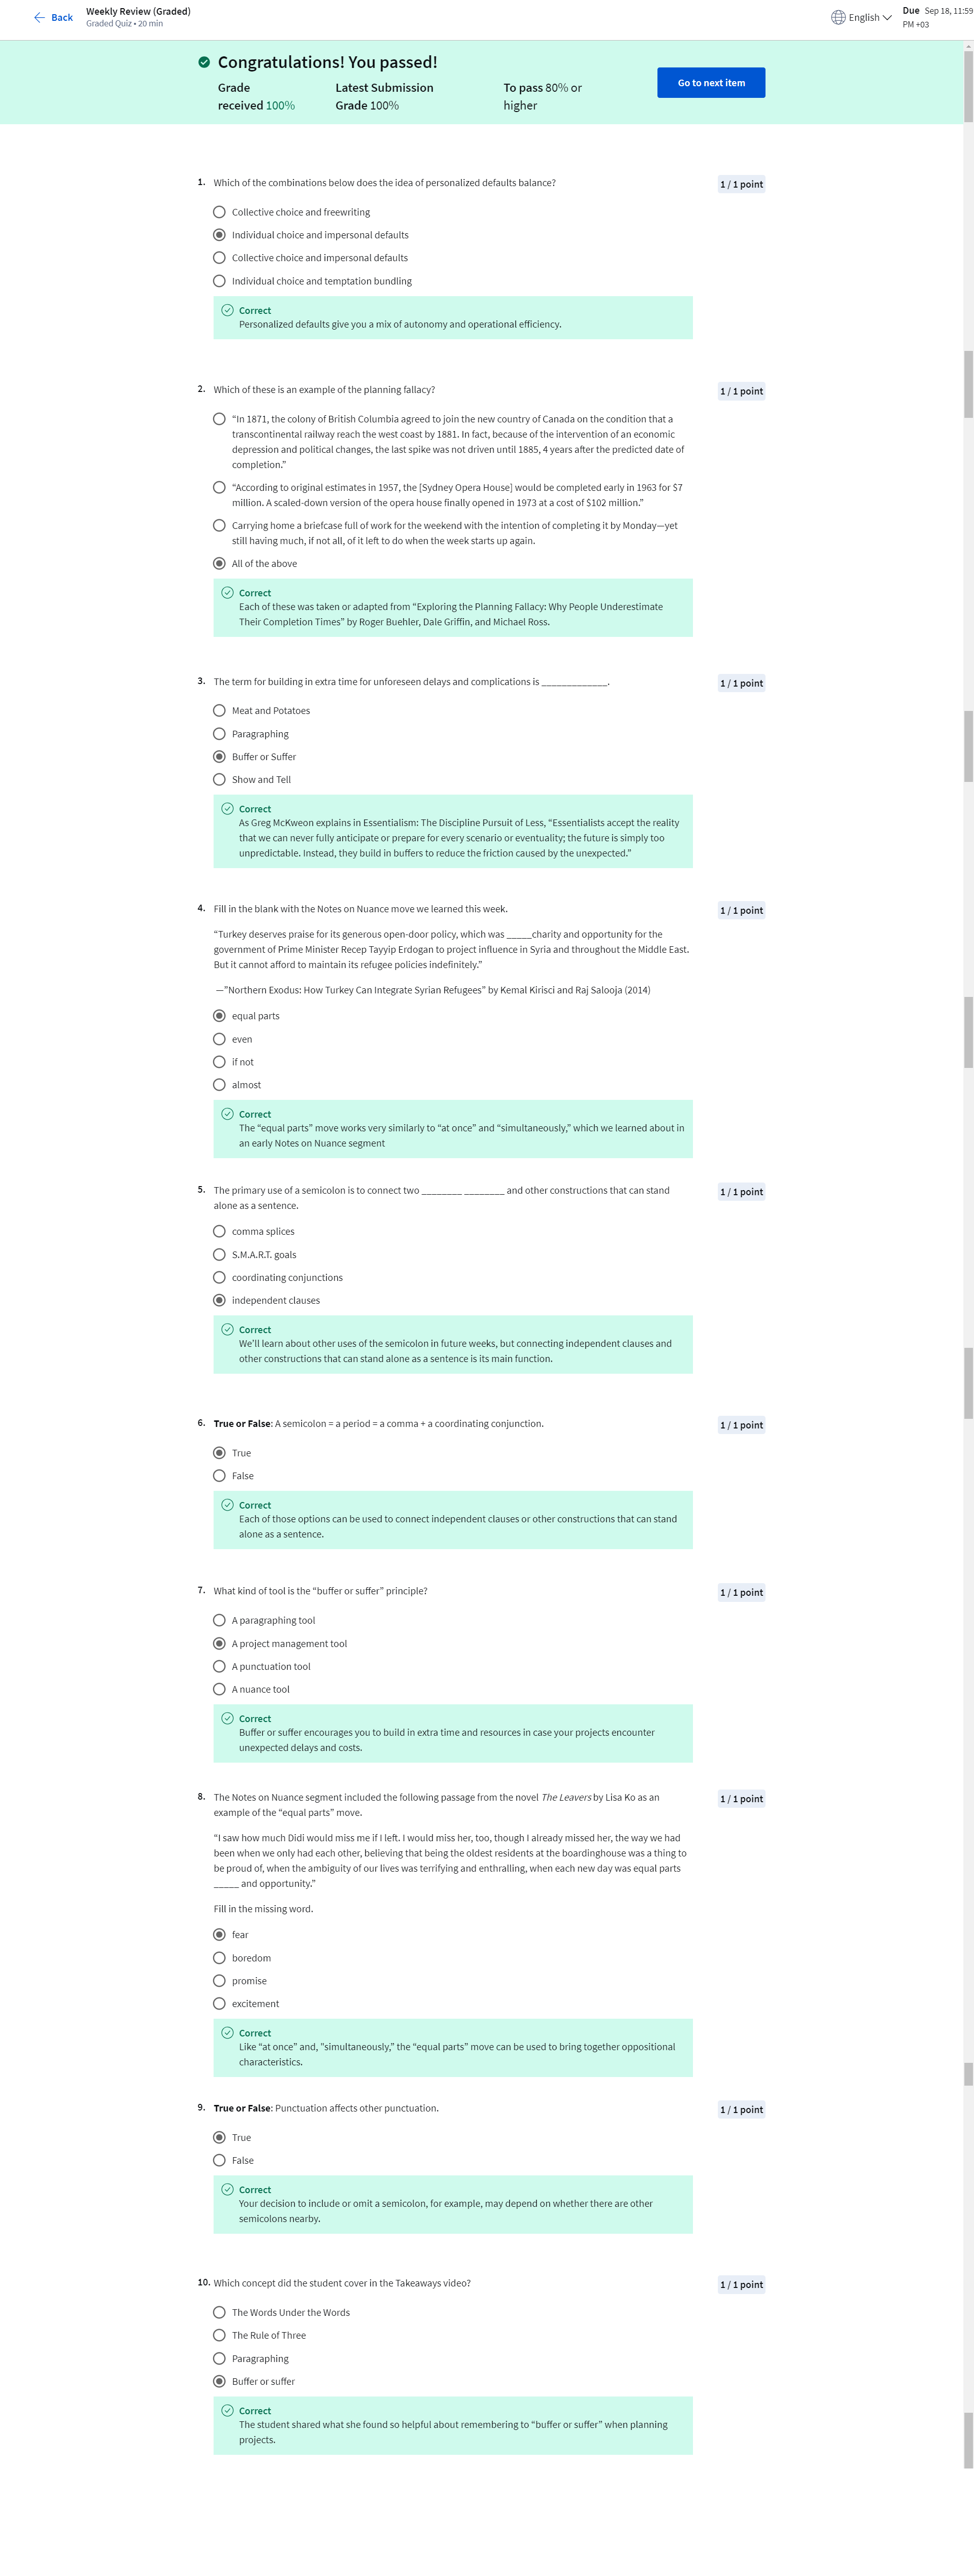 Back
Weekly Review (Graded)
Graded Quiz • 20 min
English
Due Sep 18, 11:59
PM +03
Congratulations! You passed!
Grade
received 100%
Latest Submission
Grade 100%
To pass 80% or
higher
Go to next item
1. Which of the combinations below does the idea of personalized defaults balance?
1 / 1 point
Collective choice and freewriting
Individual choice and impersonal defaults
Collective choice and impersonal defaults
Individual choice and temptation bundling
Correct
Personalized defaults give you a mix of autonomy and operational efficiency.
2. Which of these is an example of the planning fallacy?
1 / 1 point
“In 1871, the colony of British Columbia agreed to join the new country of Canada on the condition that a
transcontinental railway reach the west coast by 1881. In fact, because of the intervention of an economic
depression and political changes, the last spike was not driven until 1885, 4 years after the predicted date of
completion.”
“According to original estimates in 1957, the [Sydney Opera House] would be completed early in 1963 for $7
million. A scaled-down version of the opera house finally opened in 1973 at a cost of $102 million.”
Carrying home a briefcase full of work for the weekend with the intention of completing it by Monday—yet
still having much, if not all, of it left to do when the week starts up again.
All of the above
Correct
Each of these was taken or adapted from “Exploring the Planning Fallacy: Why People Underestimate
Their Completion Times” by Roger Buehler, Dale Griffin, and Michael Ross.
3. The term for building in extra time for unforeseen delays and complications is _____________.
1 / 1 point
Meat and Potatoes
Paragraphing
Buffer or Suffer
Show and Tell
Correct
As Greg McKweon explains in Essentialism: The Discipline Pursuit of Less, “Essentialists accept the reality
that we can never fully anticipate or prepare for every scenario or eventuality; the future is simply too
unpredictable. Instead, they build in buffers to reduce the friction caused by the unexpected.”
4. Fill in the blank with the Notes on Nuance move we learned this week.
1 / 1 point
“Turkey deserves praise for its generous open-door policy, which was _____charity and opportunity for the
government of Prime Minister Recep Tayyip Erdogan to project influence in Syria and throughout the Middle East.
But it cannot afford to maintain its refugee policies indefinitely.”
—”Northern Exodus: How Turkey Can Integrate Syrian Refugees” by Kemal Kirisci and Raj Salooja (2014)
equal parts
even
if not
almost
Correct
The “equal parts” move works very similarly to “at once” and “simultaneously,” which we learned about in
an early Notes on Nuance segment
5. The primary use of a semicolon is to connect two ________ ________ and other constructions that can stand
alone as a sentence.
1 / 1 point
comma splices
S.M.A.R.T. goals
coordinating conjunctions
independent clauses
Correct
We’ll learn about other uses of the semicolon in future weeks, but connecting independent clauses and
other constructions that can stand alone as a sentence is its main function.
6. True or False: A semicolon = a period = a comma + a coordinating conjunction.
1 / 1 point
True
False
Correct
Each of those options can be used to connect independent clauses or other constructions that can stand
alone as a sentence.
7. What kind of tool is the “buffer or suffer” principle?
1 / 1 point
A paragraphing tool
A project management tool
A punctuation tool
A nuance tool
Correct
Buffer or suffer encourages you to build in extra time and resources in case your projects encounter
unexpected delays and costs.
8. The Notes on Nuance segment included the following passage from the novel The Leavers by Lisa Ko as an
example of the “equal parts” move.
1 / 1 point
"I saw how much Didi would miss me if I left. I would miss her, too, though I already missed her, the way we had
been when we only had each other, believing that being the oldest residents at the boardinghouse was a thing to
be proud of, when the ambiguity of our lives was terrifying and enthralling, when each new day was equal parts
_____ and opportunity.”
Fill in the missing word.
fear
boredom
promise
excitement
Correct
Like “at once” and, "simultaneously,” the “equal parts” move can be used to bring together oppositional
characteristics.
9. True or False: Punctuation affects other punctuation.
1 / 1 point
True
False
Correct
Your decision to include or omit a semicolon, for example, may depend on whether there are other
semicolons nearby.
10. Which concept did the student cover in the Takeaways video?
1 / 1 point
The Words Under the Words
The Rule of Three
Paragraphing
Buffer or suffer
Correct
The student shared what she found so helpful about remembering to “buffer or suffer” when planning
projects.